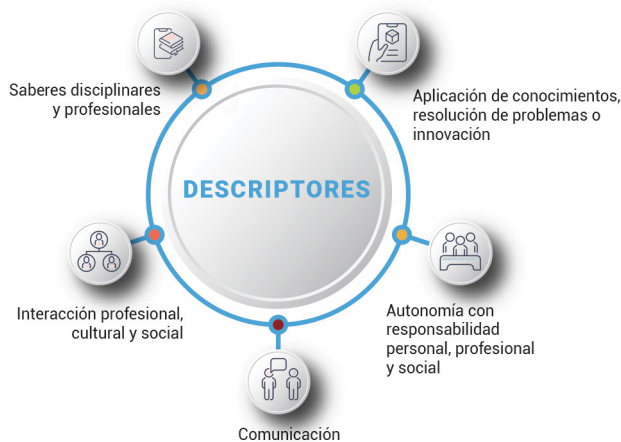 Saberes disciplinares
y profesionales
Aplicación de conocimientos,
resolución de problemas o
innovación
DESCRIPTORES
Interacción profesional,
cultural y social
Autonomía con
responsabilidad
personal, profesional
y social
Comunicación